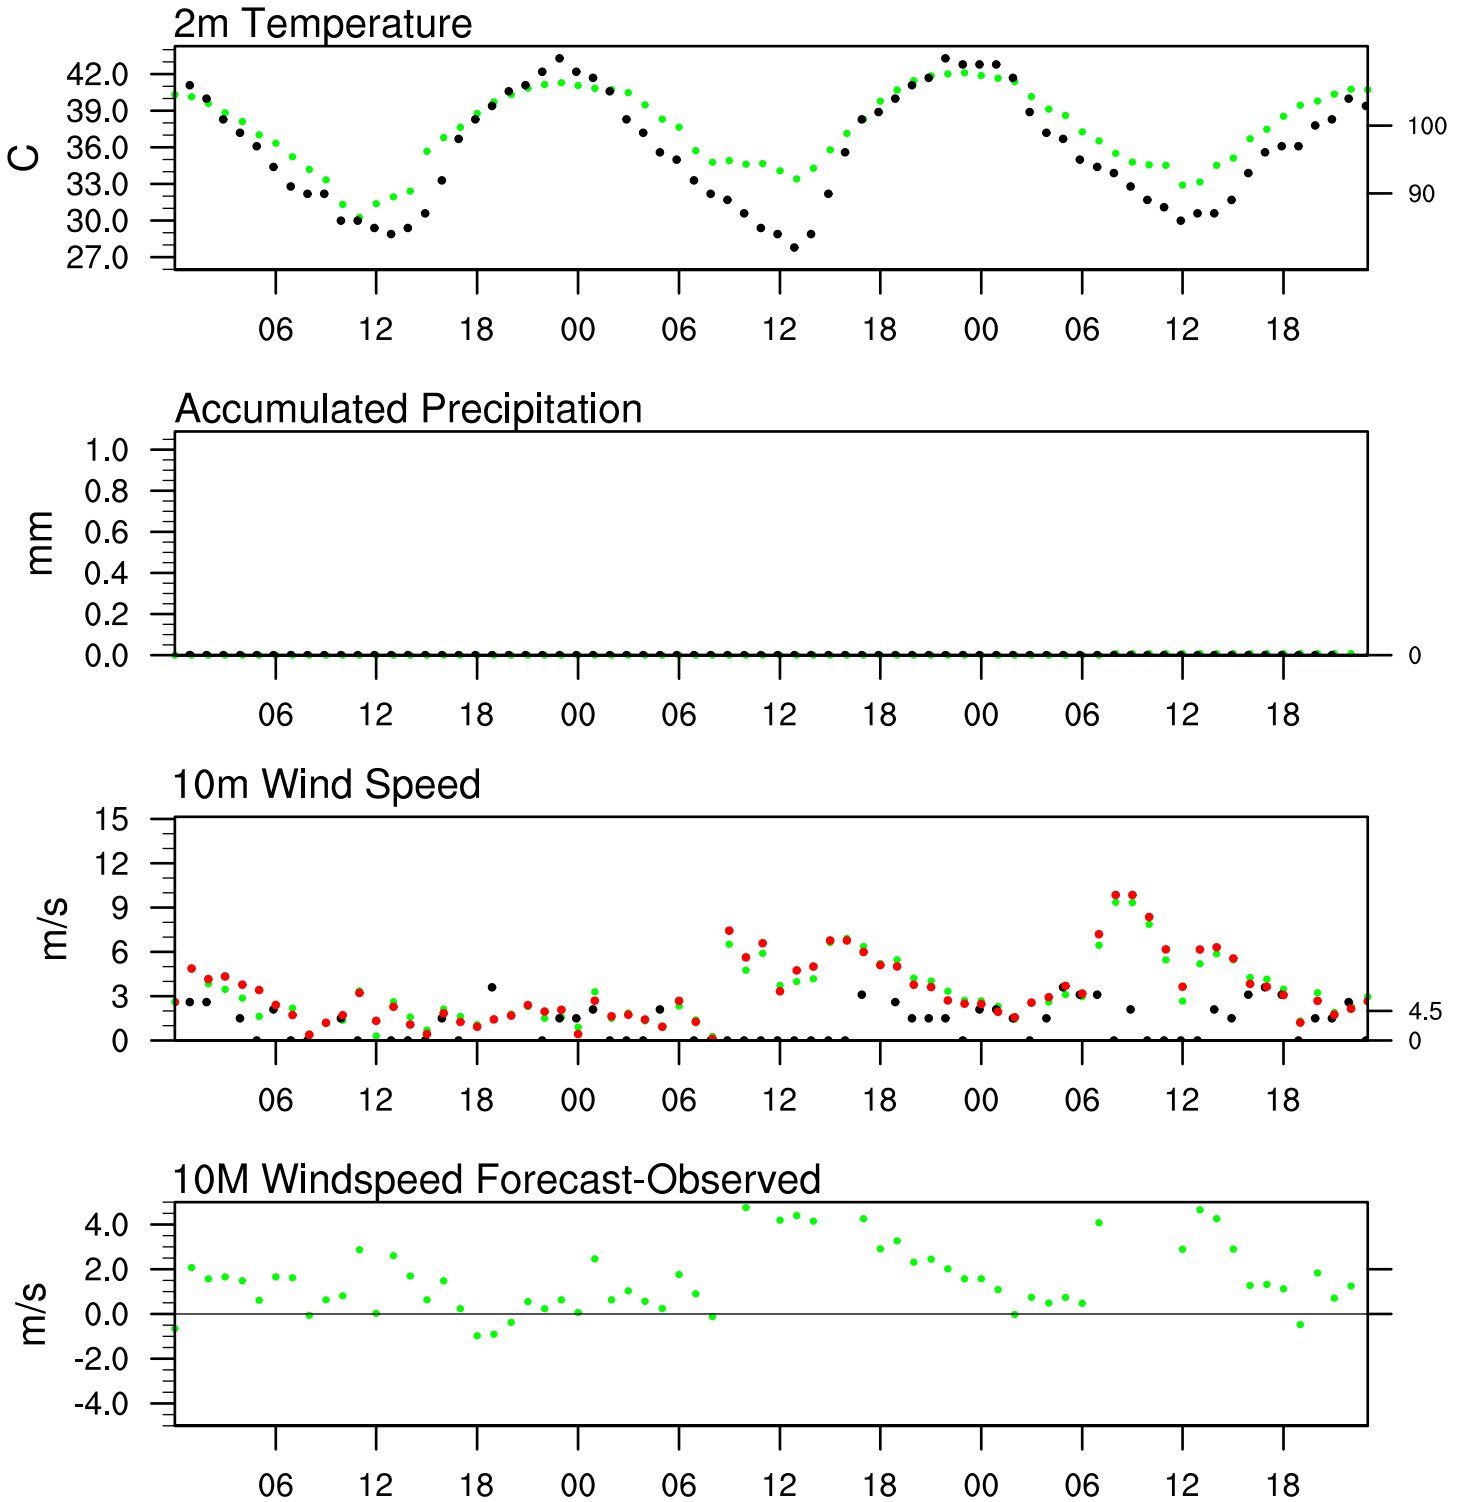 2m Temperature
42.0
39.0
36.0
33.0
30.0
27.0
C
100
90
06 12 18 00 06 12 18 00 06 12 18
Accumulated Precipitation
1.0
0.8
0.6
0.4
0.2
0.0
mm
0
06 12 18 00 06 12 18 00 06 12 18
10m Wind Speed
15
12
9
6
3
0
m/s
4.5
0
06 12 18 00 06 12 18 00 06 12 18
10M Windspeed Forecast-Observed
4.0
2.0
0.0
-2.0
-4.0
m/s
06 12 18 00 06 12 18 00 06 12 18